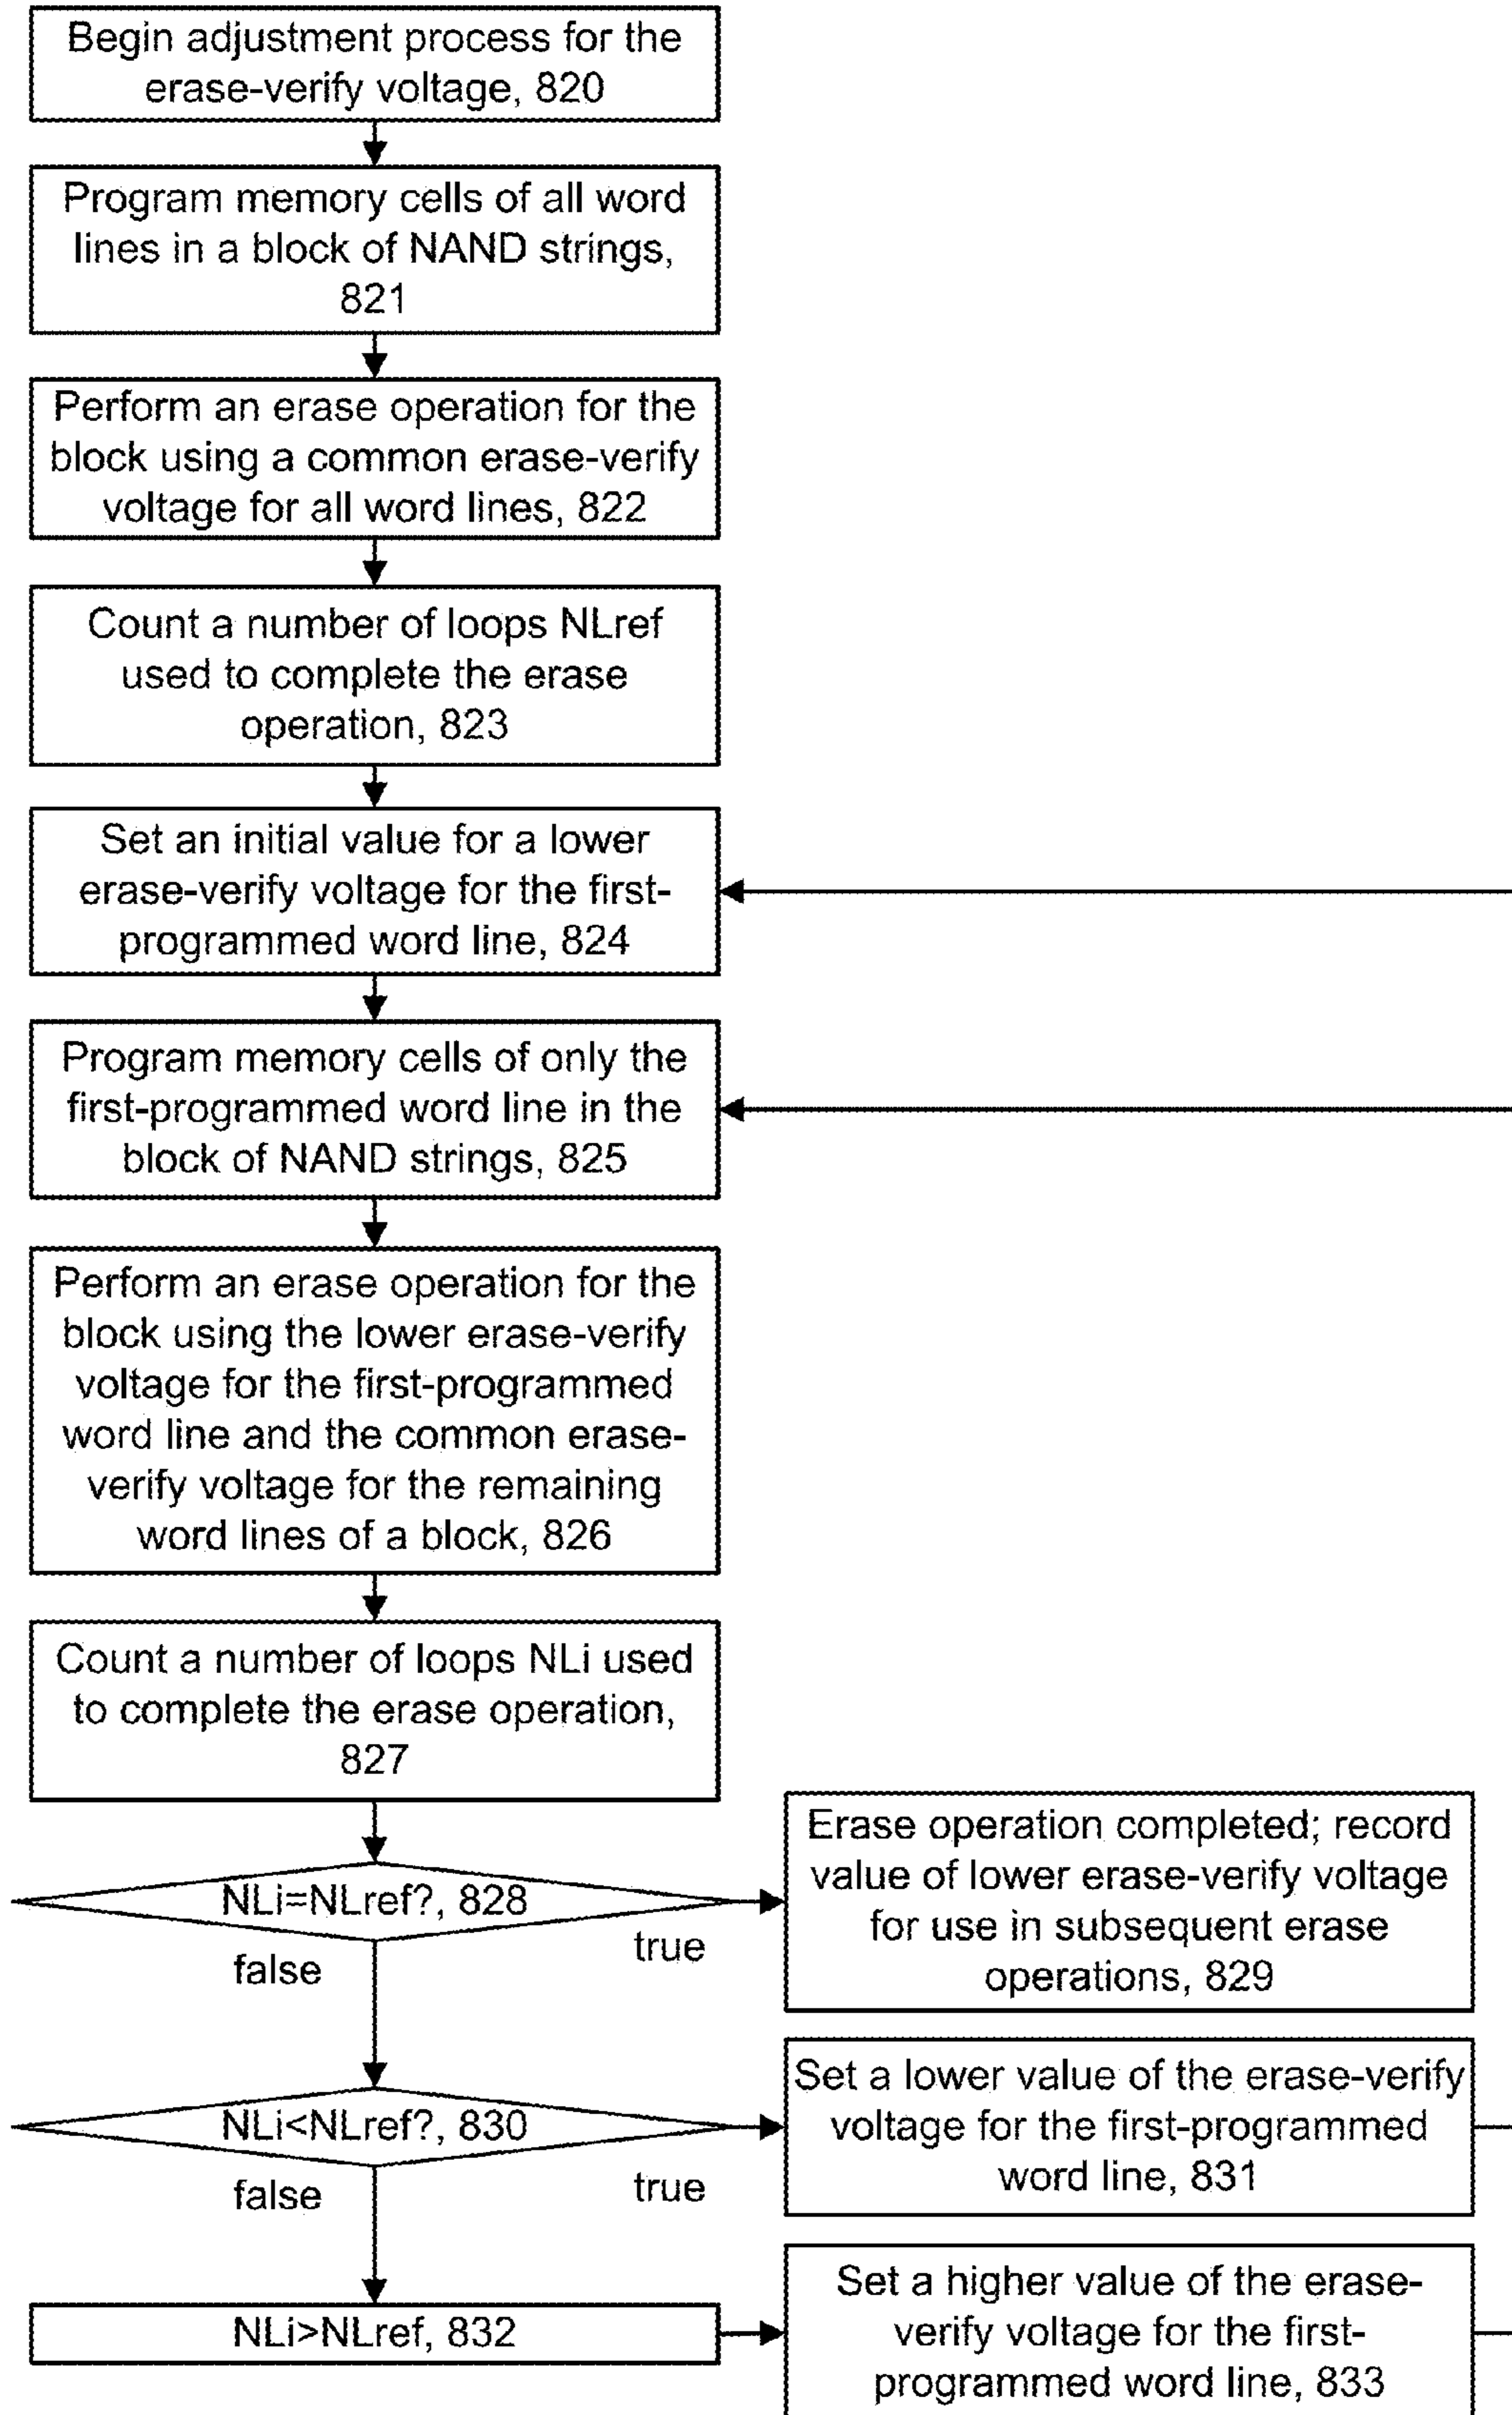 Begin adjustment process for the
erase-verify voltage, 820
Program memory cells of all word
lines in a block of NAND strings,
821
Perform an erase operation for the
block using a common erase-verify
voltage for all word lines, 822
Count a number of loops NLref
used to complete the erase
operation, 823
Set an initial value for a lower
erase-verify voltage for the first-
programmed word line, 824
Program memory cells of only the
first-programmed word line in the
block of NAND strings, 825
Perform an erase operation for the
block using the lower erase-verify
voltage for the first-programmed
word line and the common erase-
verify voltage for the remaining
word lines of a block, 826
Count a number of loops NLi used
to complete the erase operation,
827
NLi=NLref?, 828
true
false
Erase operation completed; record
value of lower erase-verify voltage
for use in subsequent erase
operations, 829
NLi<NLref?, 830
true
false
Set a lower value of the erase-verify
voltage for the first-programmed
word line, 831
NLi>NLref, 832
Set a higher value of the erase-
verify voltage for the first-
programmed word line, 833